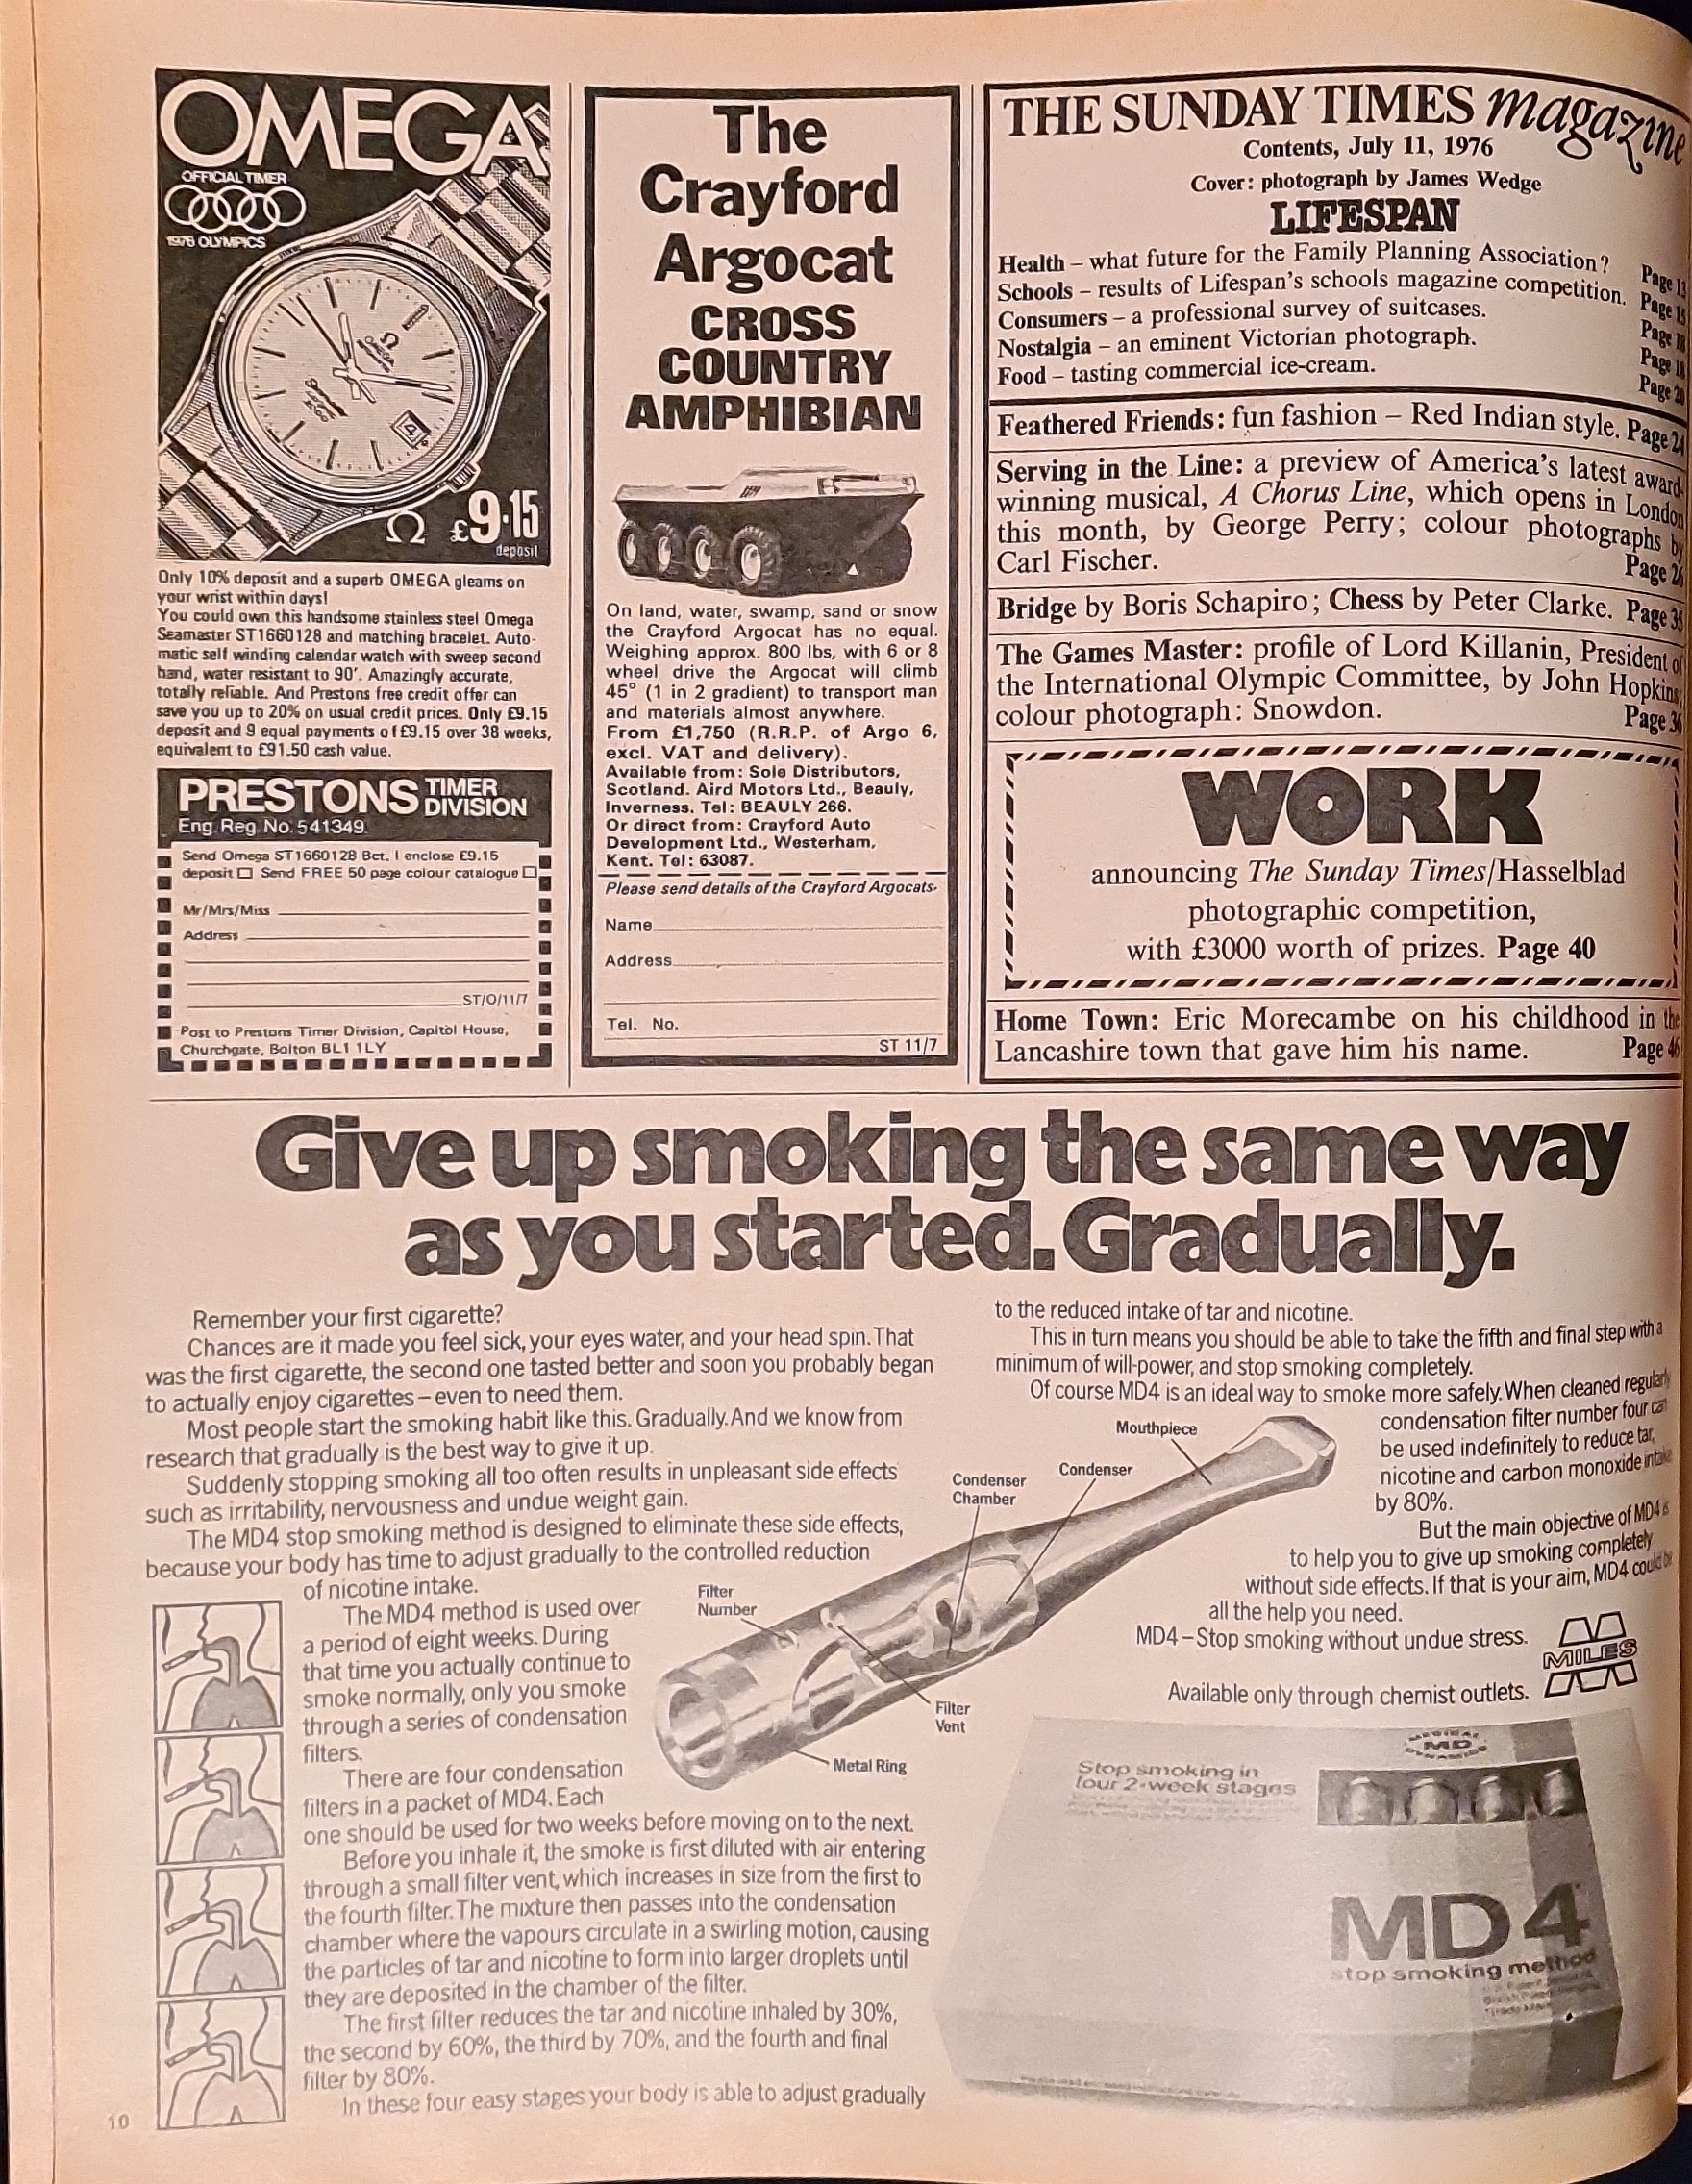 OMEGA
OFFICIAL TIMER
1976 OLYMPICS
Ω
OMEGA
4
Ω £9·15
deposit
Only 10% deposit and a superb OMEGA gleams on
your wrist within days!
You could own this handsome stainless steel Omega
Seamaster ST1660128 and matching bracelet. Auto-
matic self winding calendar watch with sweep second
hand, water resistant to 90'. Amazingly accurate,
totally reliable. And Prestons free credit offer can
save you up to 20% on usual credit prices. Only £9.15
deposit and 9 equal payments of £9.15 over 38 weeks,
equivalent to £91.50 cash value.
PRESTONS TIMER
DIVISION
Eng. Reg. No. 541349.
Send Omega ST1660128 Bct. I enclose £9.15
deposit □ Send FREE 50 page colour catalogue □
Mr/Mrs/Miss
Address
ST/O/11/7
Post to Prestons Timer Division, Capitol House,
Churchgate, Bolton BL1 1LY
The
Crayford
Argocat
CROSS
COUNTRY
AMPHIBIAN
On land, water, swamp, sand or snow
the Crayford Argocat has no equal.
Weighing approx. 800 lbs, with 6 or 8
wheel drive the Argocat will climb
45° (1 in 2 gradient) to transport man
and materials almost anywhere.
From £1,750 (R.R.P. of Argo 6,
excl. VAT and delivery).
Available from: Sole Distributors,
Scotland. Aird Motors Ltd., Beauly,
Inverness. Tel: BEAULY 266.
Or direct from: Crayford Auto
Development Ltd., Westerham,
Kent. Tel: 63087.
Please send details of the Crayford Argocats.
Name
Address
Tel. No.
ST 11/7
THE SUNDAY TIMES magazine
Contents, July 11, 1976
Cover: photograph by James Wedge
LIFESPAN
Health – what future for the Family Planning Association? Page 13
Schools – results of Lifespan's schools magazine competition. Page 15
Consumers – a professional survey of suitcases. Page
Nostalgia – an eminent Victorian photograph. Page
Food – tasting commercial ice-cream. Page 20
Feathered Friends: fun fashion – Red Indian style. Page 24
Serving in the Line: a preview of America's latest award-
winning musical, A Chorus Line, which opens in London
this month, by George Perry; colour photographs by
Carl Fischer. Page 26
Bridge by Boris Schapiro; Chess by Peter Clarke. Page 35
The Games Master: profile of Lord Killanin, President of
the International Olympic Committee, by John Hopkins;
colour photograph: Snowdon. Page 36
WORK
announcing The Sunday Times/Hasselblad
photographic competition,
with £3000 worth of prizes. Page 40
Home Town: Eric Morecambe on his childhood in the
Lancashire town that gave him his name. Page 46
Give up smoking the same way
as you started. Gradually.
Remember your first cigarette?
Chances are it made you feel sick, your eyes water, and your head spin. That
was the first cigarette, the second one tasted better and soon you probably began
to actually enjoy cigarettes – even to need them.
Most people start the smoking habit like this. Gradually. And we know from
research that gradually is the best way to give it up.
Suddenly stopping smoking all too often results in unpleasant side effects
such as irritability, nervousness and undue weight gain.
The MD4 stop smoking method is designed to eliminate these side effects,
because your body has time to adjust gradually to the controlled reduction
of nicotine intake.
The MD4 method is used over
a period of eight weeks. During
that time you actually continue to
smoke normally, only you smoke
through a series of condensation
filters.
There are four condensation
filters in a packet of MD4. Each
one should be used for two weeks before moving on to the next.
Before you inhale it, the smoke is first diluted with air entering
through a small filter vent, which increases in size from the first to
the fourth filter. The mixture then passes into the condensation
chamber where the vapours circulate in a swirling motion, causing
the particles of tar and nicotine to form into larger droplets until
they are deposited in the chamber of the filter.
The first filter reduces the tar and nicotine inhaled by 30%,
the second by 60%, the third by 70%, and the fourth and final
filter by 80%.
In these four easy stages your body is able to adjust gradually
to the reduced intake of tar and nicotine.
This in turn means you should be able to take the fifth and final step with a
minimum of will-power, and stop smoking completely.
Of course MD4 is an ideal way to smoke more safely. When cleaned regularly
condensation filter number four can
be used indefinitely to reduce tar,
nicotine and carbon monoxide intake
by 80%.
But the main objective of MD4 is
to help you to give up smoking completely
without side effects. If that is your aim, MD4 could be
all the help you need.
MD4 – Stop smoking without undue stress.
Available only through chemist outlets.
MILES
Mouthpiece
Condenser
Condenser
Chamber
Filter
Number
Filter
Vent
Metal Ring
MEDICAL
MD
DYNAMICS
Stop smoking in
four 2-week stages
MD4
stop smoking method
10